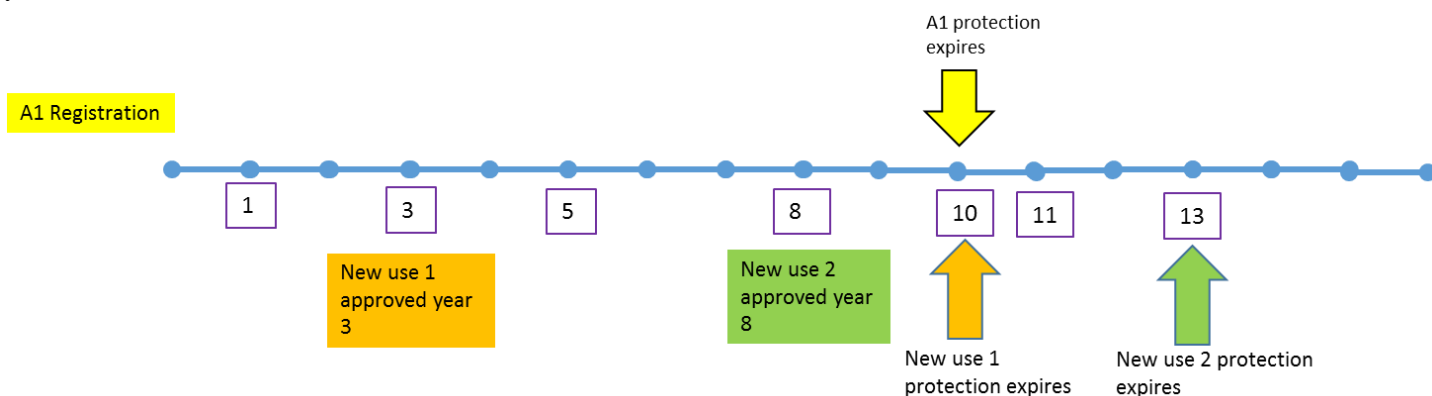 A1 protection
expires
A1 Registration
1
3
5
8
10
11
13
New use 1
approved year
3
New use 2
approved year
8
New use 1
protection expires
New use 2 protection
expires